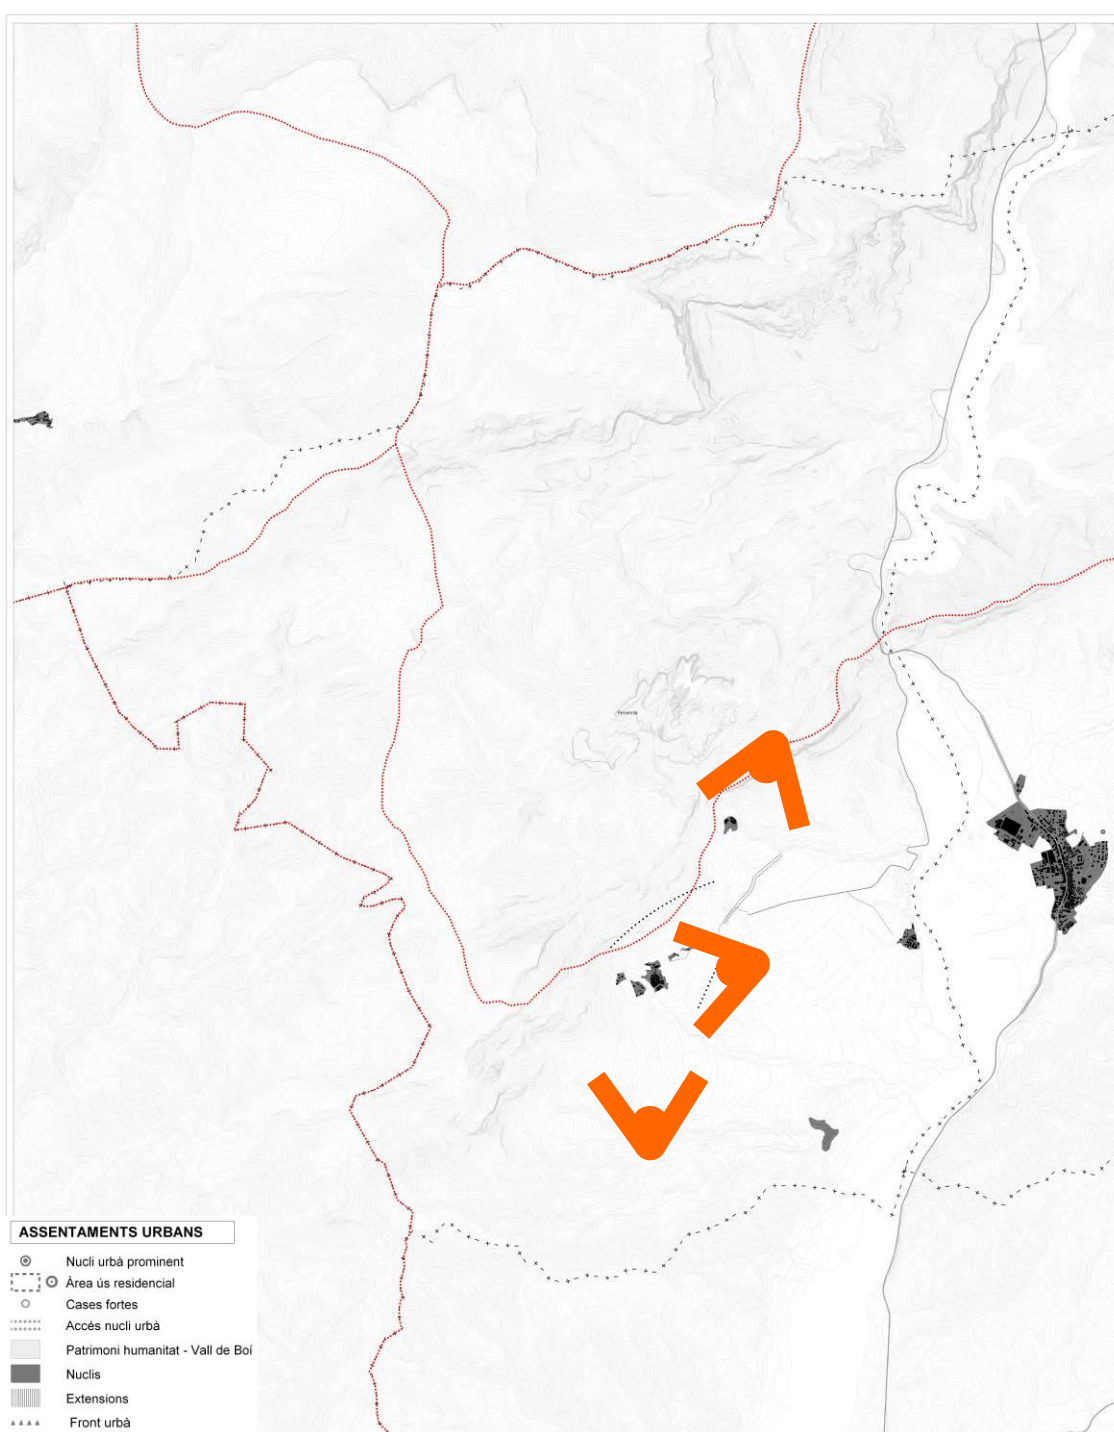 ASSENTAMENTS URBANS
Nucli urbà prominent
Àrea ús residencial
Cases fortes
Accés nucli urbà
Patrimoni humanitat - Vall de Boí
Nuclis
Extensions
Front urbà